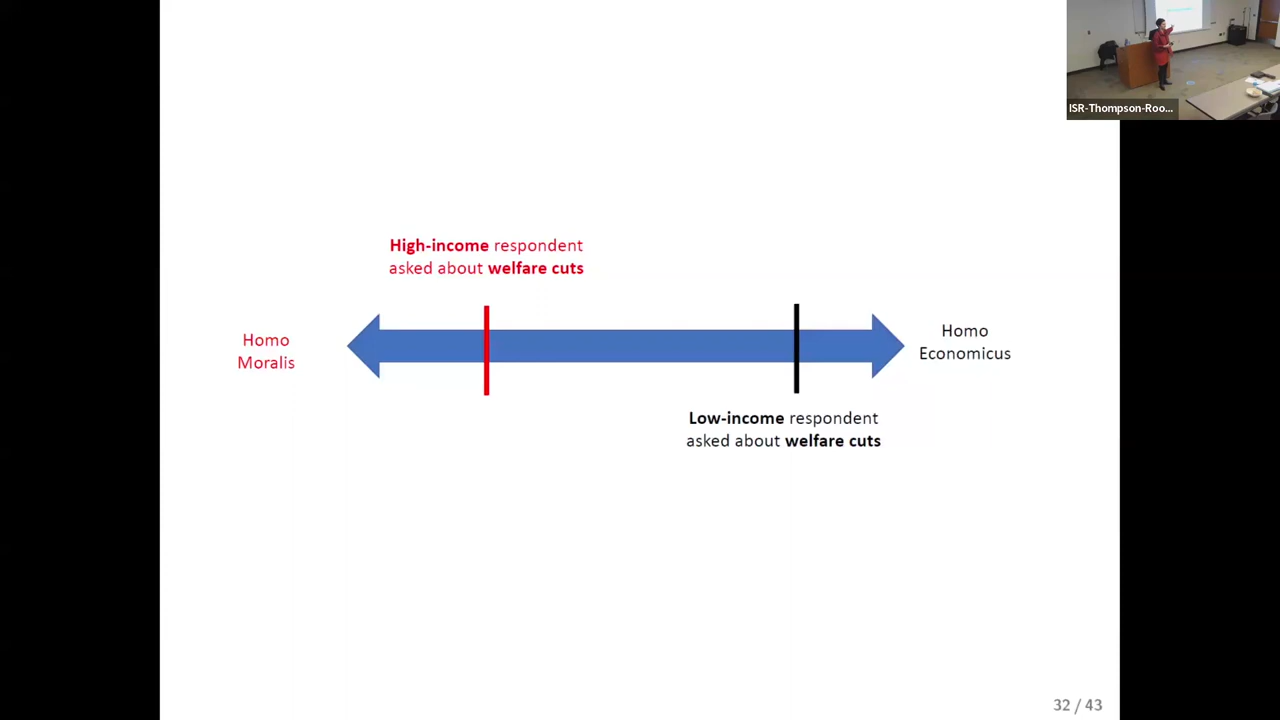 ISR-Thompson-Roo...
High-income respondent
asked about welfare cuts
Homo
Moralis
Homo
Economicus
Low-income respondent
asked about welfare cuts
32 / 43